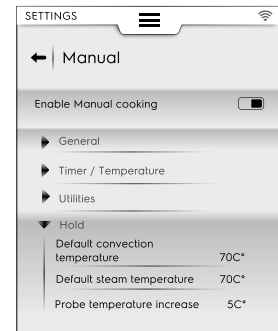 SETTINGS
Manual
Enable Manual cooking
General
Timer / Temperature
Utilities
Hold
Default convection
temperature 70C°
Default steam temperature 70C°
Probe temperature increase 5C°